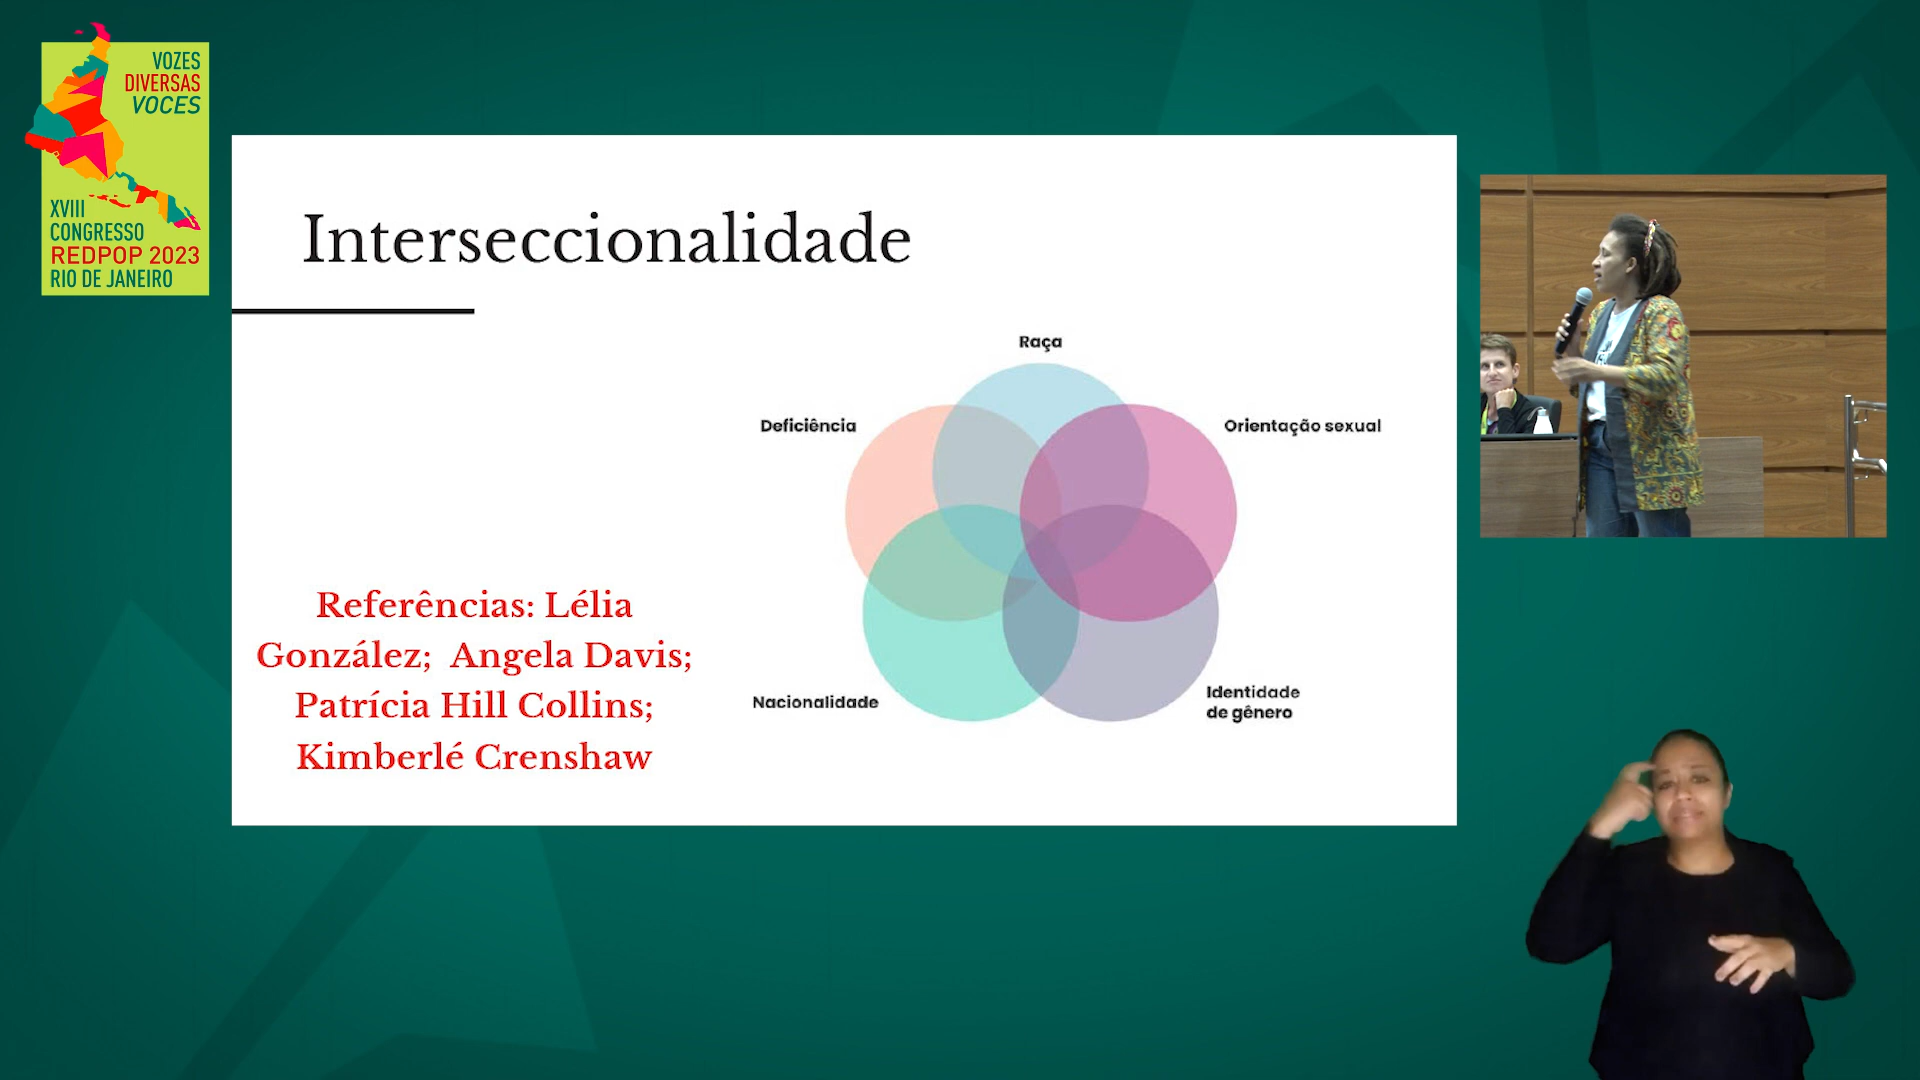 VOZES
DIVERSAS
VOCES
XVIII
CONGRESSO
REDPOP 2023
RIO DE JANEIRO
Interseccionalidade
Raça
Deficiência
Orientação sexual
Nacionalidade
Identidade
de gênero
Referências: Lélia
González;  Angela Davis;
Patrícia Hill Collins;
Kimberlé Crenshaw